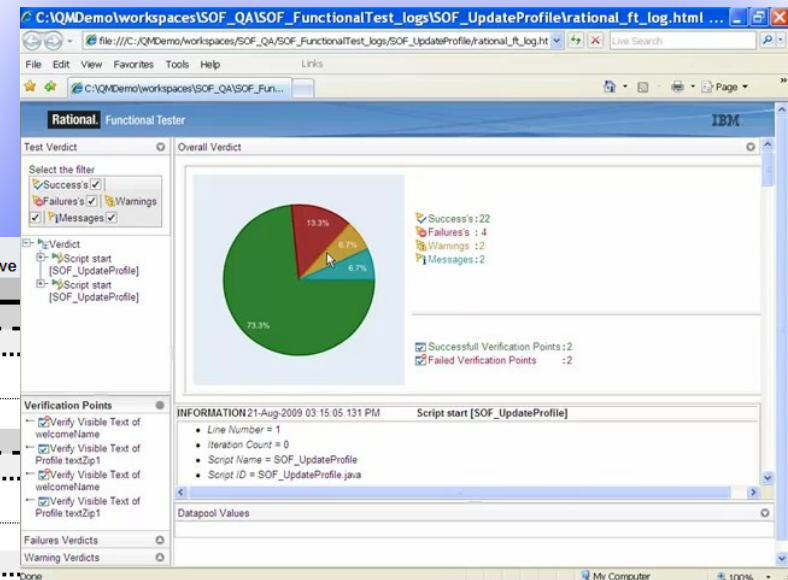 C:\QMDemo\workspaces\SOF_QA\SOF_FunctionalTest_logs\SOF_UpdateProfile\rational_ft_log.html ...
file:///C:/QMDemo/workspaces/SOF_QA/SOF_FunctionalTest_logs/SOF_UpdateProfile/rational_ft_log.ht
Live Search
File Edit View Favorites Tools Help Links
C:\QMDemo\workspaces\SOF_QA\SOF_Fun...
Page
Rational. Functional Tester
IBM
Test Verdict
Overall Verdict
Select the filter
Success's
Failures's
Warnings
Messages
Verdict
Script start
[SOF_UpdateProfile]
Script start
[SOF_UpdateProfile]
ve
13.3%
6.7%
6.7%
73.3%
Success's:22
Failures's : 4
Warnings :2
Messages:2
Successfull Verification Points:2
Failed Verification Points :2
Verification Points
Verify Visible Text of
welcomeName
Verify Visible Text of
Profile:textZip1
Verify Visible Text of
welcomeName
Verify Visible Text of
Profile:textZip1
Failures Verdicts
Warning Verdicts
INFORMATION 21-Aug-2009 03:15:05.131 PM Script start [SOF_UpdateProfile]
Line Number = 1
Iteration Count = 0
Script Name = SOF_UpdateProfile
Script ID = SOF_UpdateProfile.java
Datapool Values
Done
My Computer
100%